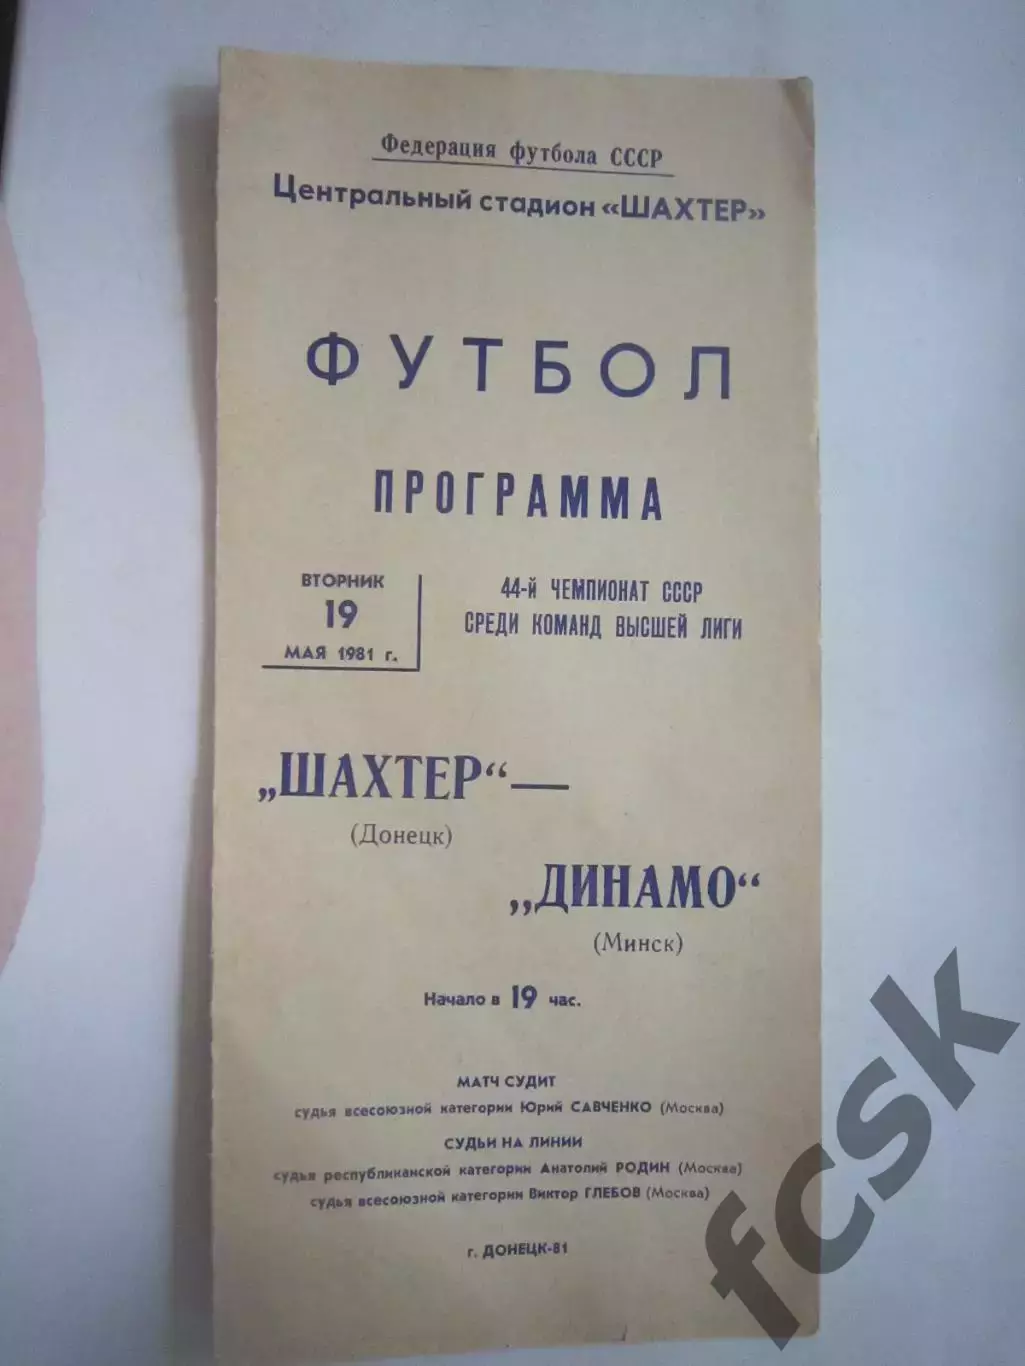 Федерация футбола СССР
Центральный стадион «ШАХТЕР»
ФУТБОЛ
ПРОГРАММА
ВТОРНИК
19
МАЯ 1981 г.
44-й ЧЕМПИОНАТ СССР
СРЕДИ КОМАНД ВЫСШЕЙ ЛИГИ
„ШАХТЕР“—
(Донецк)
„ДИНАМО“
(Минск)
Начало в 19 час.
МАТЧ СУДИТ
судья всесоюзной категории Юрий САВЧЕНКО (Москва)
СУДЬИ НА ЛИНИИ
судья республиканской категории Анатолий РОДИН (Москва)
судья всесоюзной категории Виктор ГЛЕБОВ (Москва)
г. ДОНЕЦК-81
fcsk